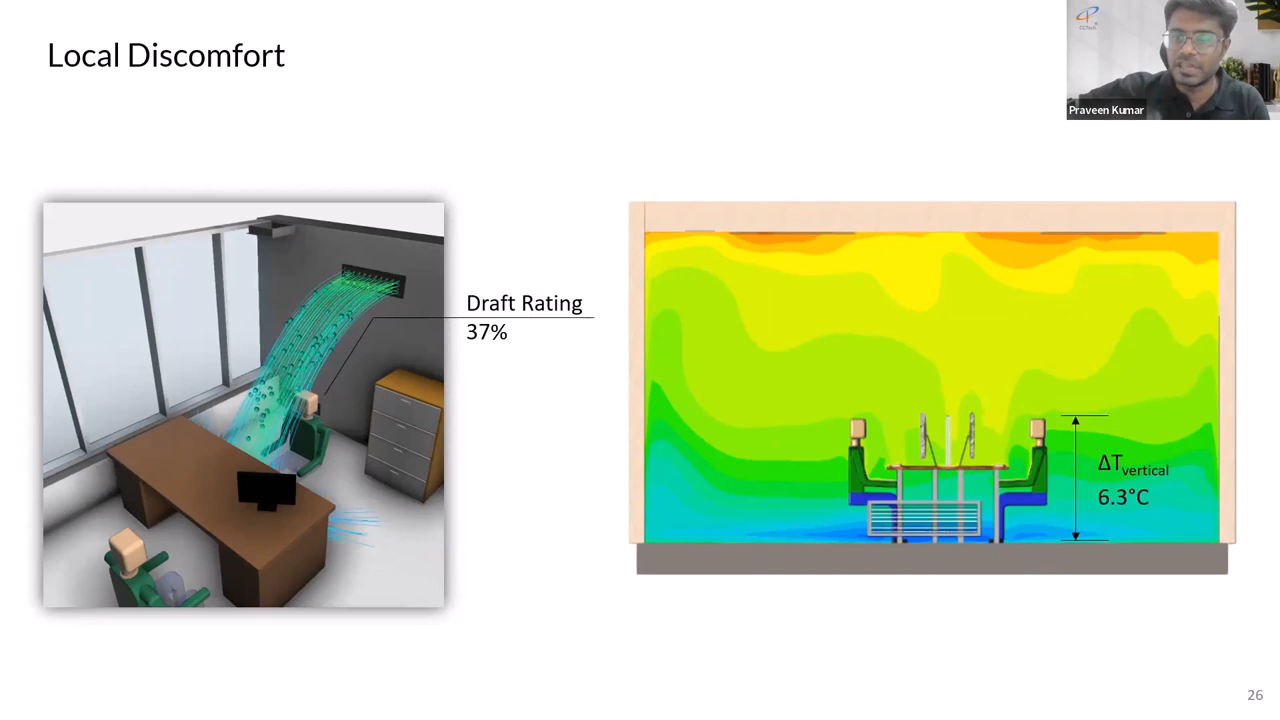 Local Discomfort
Praveen Kumar
Draft Rating
37%
ΔTvertical
6.3°C
26